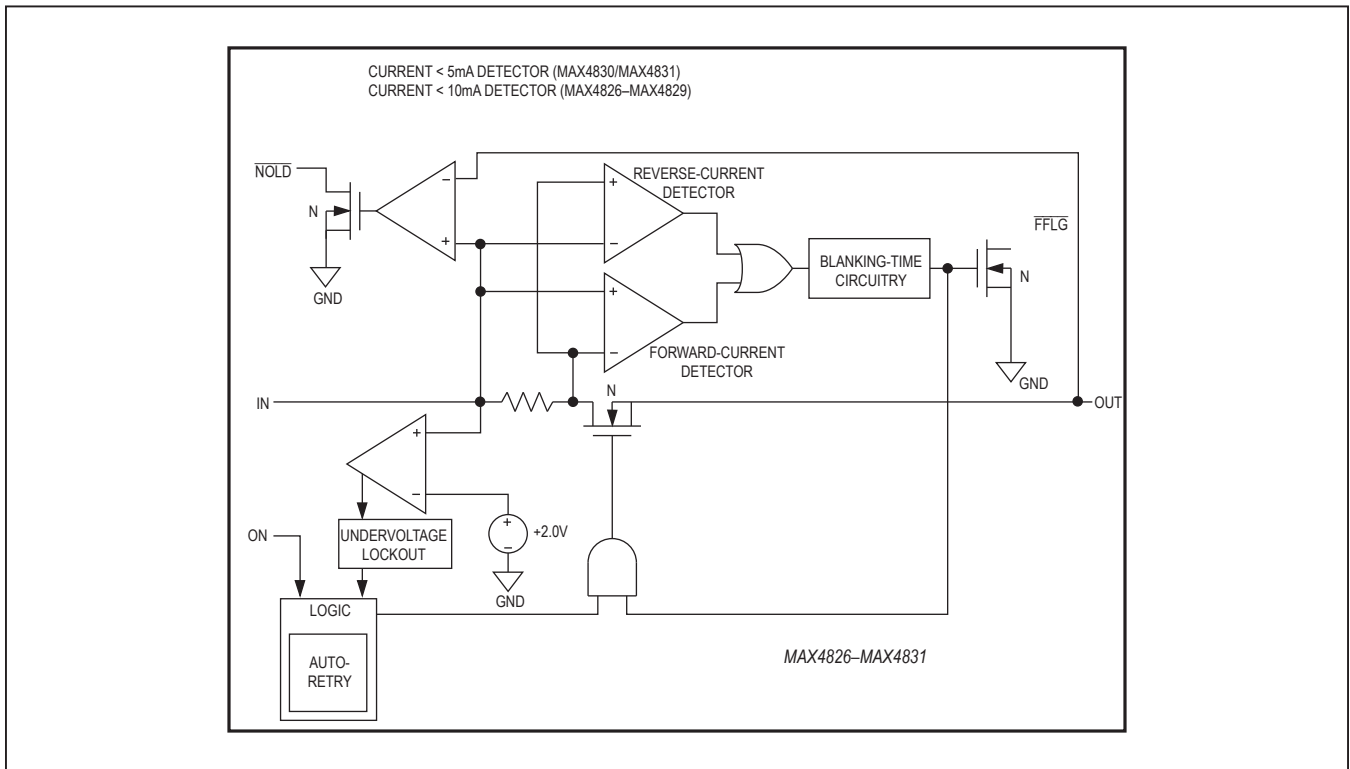 CURRENT < 5mA DETECTOR (MAX4830/MAX4831)
CURRENT < 10mA DETECTOR (MAX4826–MAX4829)
NOLD
N
GND
−
+
+
REVERSE-CURRENT
DETECTOR
−
+
−
FORWARD-CURRENT
DETECTOR
BLANKING-TIME
CIRCUITRY
FFLG
N
GND
IN
N
OUT
+
−
+
−
+2.0V
GND
ON
UNDERVOLTAGE
LOCKOUT
LOGIC
AUTO-
RETRY
MAX4826–MAX4831